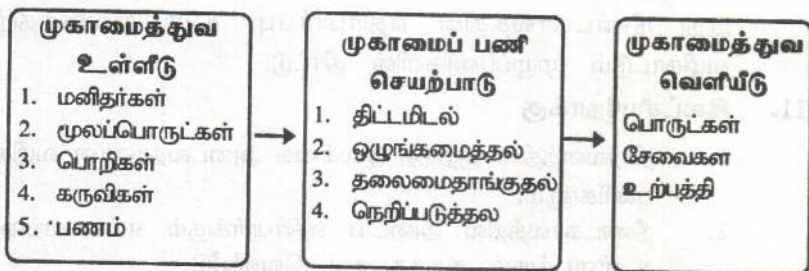 முகாமைத்துவ
உள்ளீடு
1. மனிதர்கள்
2. மூலப்பொருட்கள்
3. பொறிகள்
4. கருவிகள்
5. பணம்
முகாமைப் பணி
செயற்பாடு
1. திட்டமிடல்
2. ஒழுங்கமைத்தல்
3. தலைமைதாங்குதல்
4. நெறிப்படுத்தல
முகாமைத்துவ
வெளியீடு
பொருட்கள்
சேவைகள
உற்பத்தி
11.